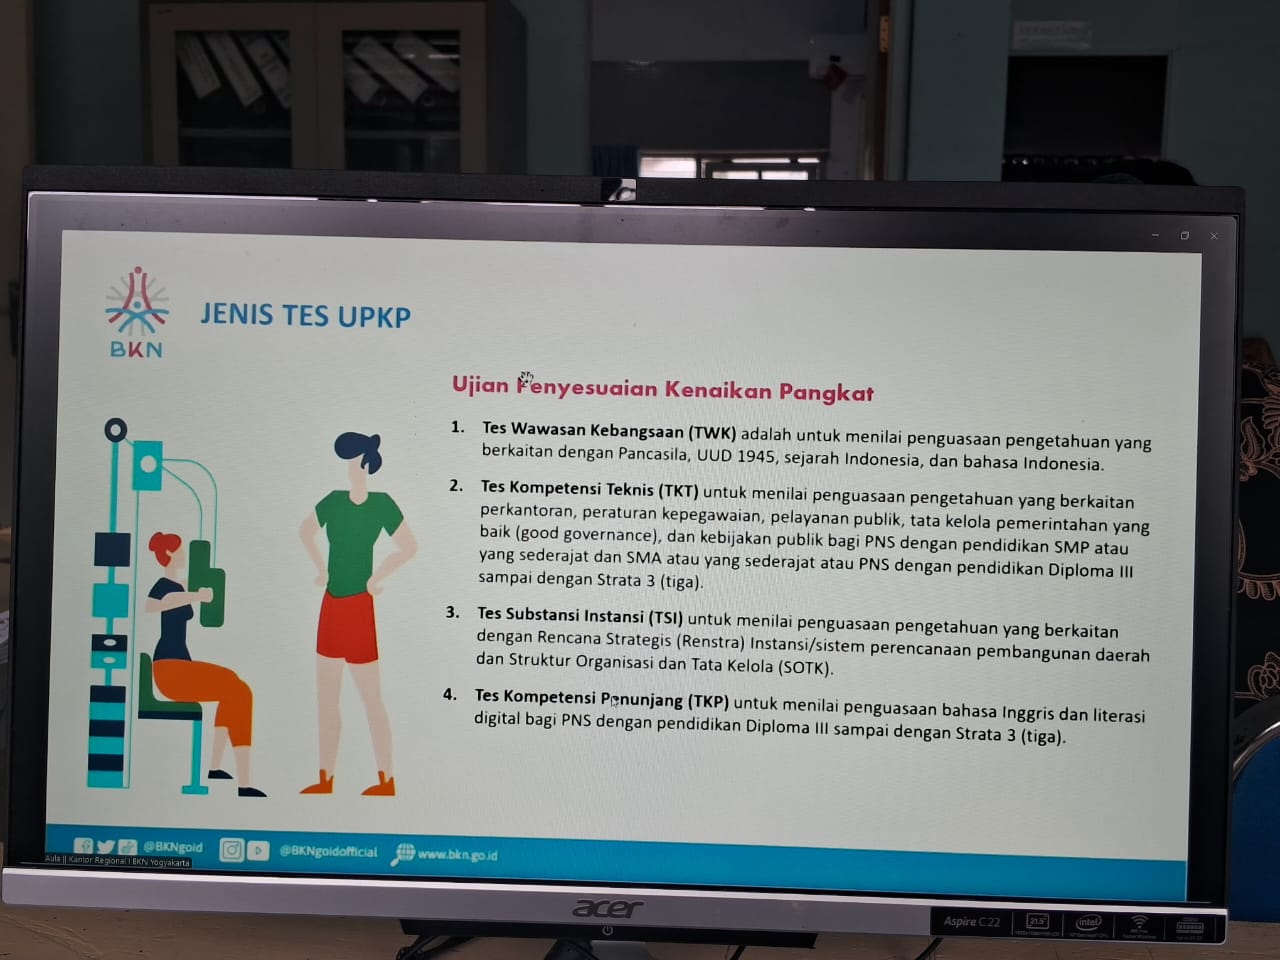 BKN
JENIS TES UPKP
Ujian Penyesuaian Kenaikan Pangkat
1. Tes Wawasan Kebangsaan (TWK) adalah untuk menilai penguasaan pengetahuan yang
berkaitan dengan Pancasila, UUD 1945, sejarah Indonesia, dan bahasa Indonesia.
2. Tes Kompetensi Teknis (TKT) untuk menilai penguasaan pengetahuan yang berkaitan
perkantoran, peraturan kepegawaian, pelayanan publik, tata kelola pemerintahan yang
baik (good governance), dan kebijakan publik bagi PNS dengan pendidikan SMP atau
yang sederajat dan SMA atau yang sederajat atau PNS dengan pendidikan Diploma III
sampai dengan Strata 3 (tiga).
3. Tes Substansi Instansi (TSI) untuk menilai penguasaan pengetahuan yang berkaitan
dengan Rencana Strategis (Renstra) Instansi/sistem perencanaan pembangunan daerah
dan Struktur Organisasi dan Tata Kelola (SOTK).
4. Tes Kompetensi Penunjang (TKP) untuk menilai penguasaan bahasa Inggris dan literasi
digital bagi PNS dengan pendidikan Diploma III sampai dengan Strata 3 (tiga).
@BKNgoid @BKNgoidofficial www.bkn.go.id
Aula || Kantor Regional I BKN Yogyakarta
acer
Aspire C 22
21.5"
intel